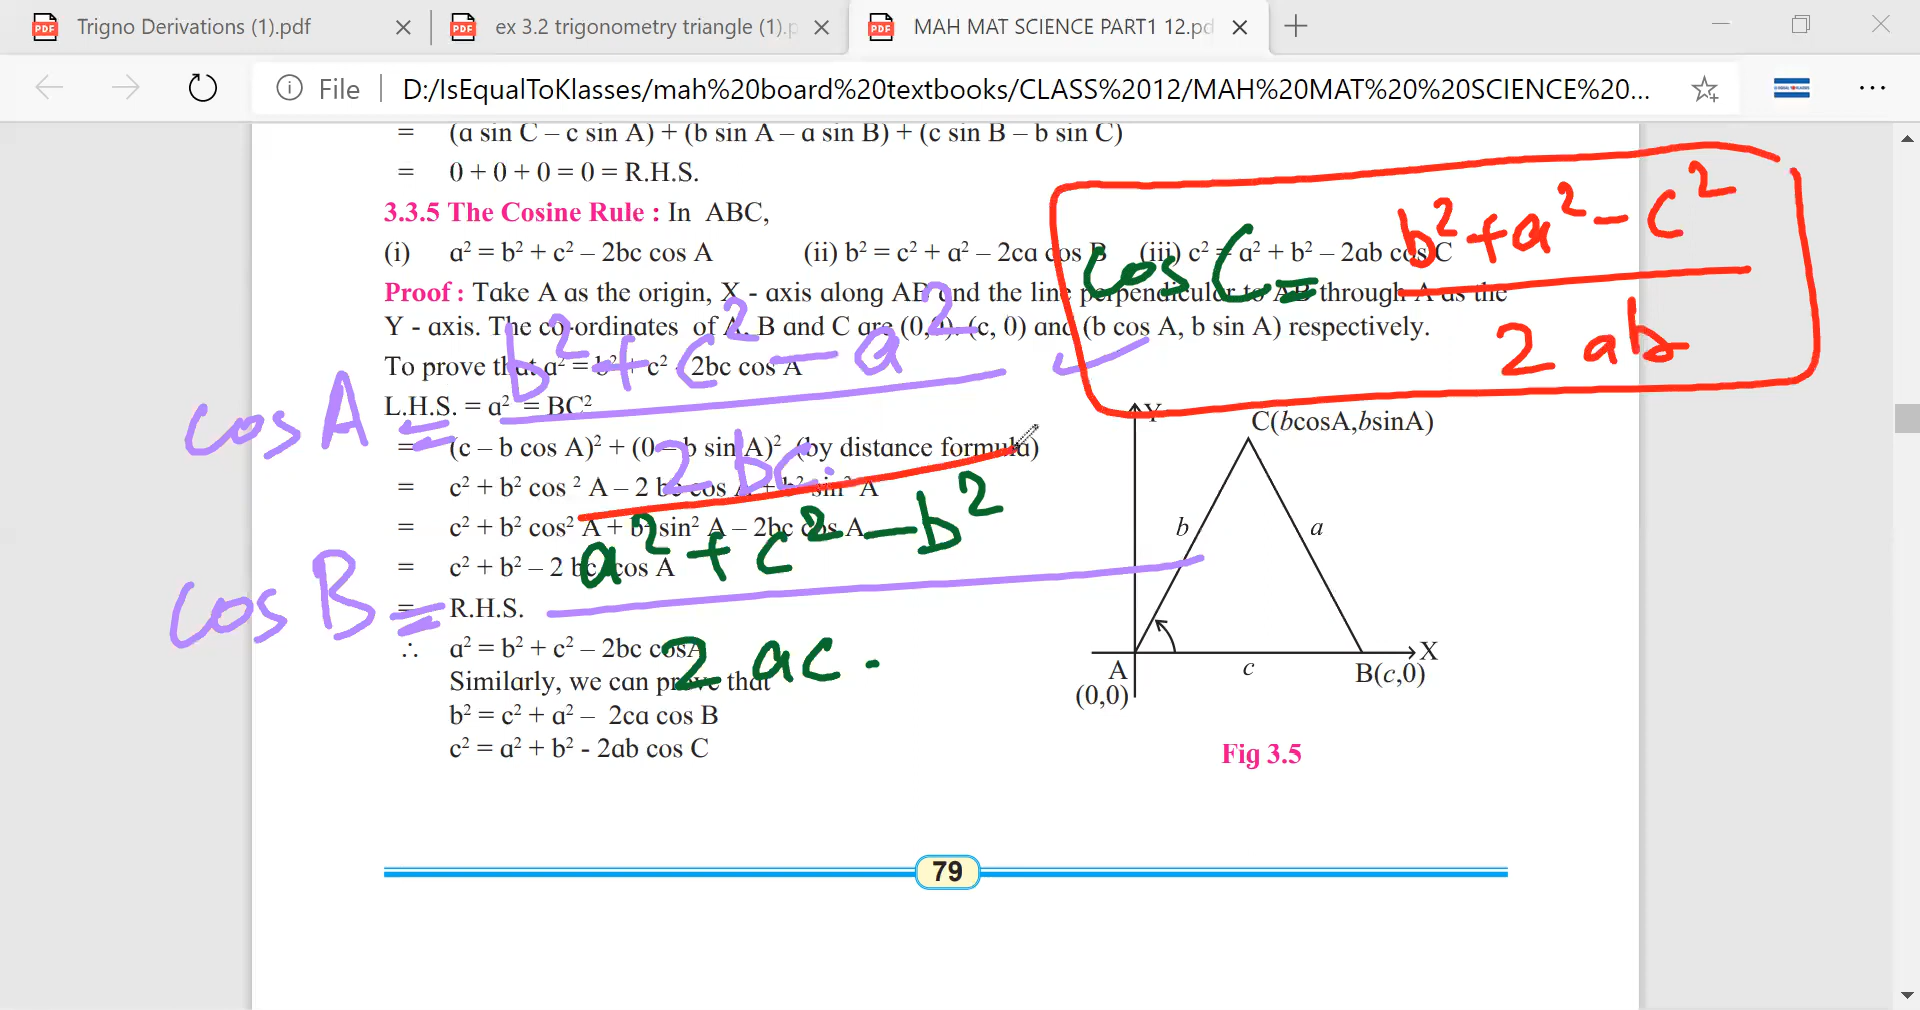 Trigno Derivations (1).pdf
ex 3.2 trigonometry triangle (1).p
MAH MAT SCIENCE PART1 12.pd
File
D:/IsEqualToKlasses/mah%20board%20textbooks/CLASS%2012/MAH%20MAT%20%20SCIENCE%20...
= (a sin C – c sin A) + (b sin A – a sin B) + (c sin B – b sin C)
= 0 + 0 + 0 = 0 = R.H.S.
3.3.5 The Cosine Rule : In ABC,
(i) a² = b² + c² – 2bc cos A (ii) b² = c² + a² – 2ca cos B (iii) c² = a² + b² – 2ab cos C
cos C = b² + a² – c²
2 ab
Proof : Take A as the origin, X - axis along AB and the line perpendicular to AB through A as the
Y - axis. The co-ordinates of A, B and C are (0,0), (c, 0) and (b cos A, b sin A) respectively.
To prove that a² = b² + c² - 2bc cos A
cos A = b² + c² – a²
2bc.
L.H.S. = a² = BC²
= (c – b cos A)² + (0 – b sin A)² (by distance formula)
= c² + b² cos ² A – 2 bc cos A + b² sin² A
= c² + b² cos² A + b² sin² A – 2bc cos A
= c² + b² – 2 bc cos A
= R.H.S.
cos B = a² + c² – b²
2 ac.
∴ a² = b² + c² – 2bc cosA
Similarly, we can prove that
b² = c² + a² – 2ca cos B
c² = a² + b² - 2ab cos C
Y
C(bcosA,bsinA)
b a
X
A c B(c,0)
(0,0)
Fig 3.5
79